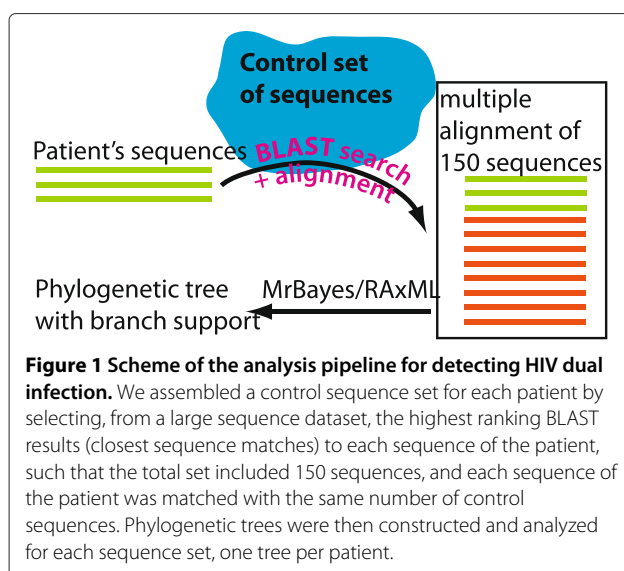 Control set
of sequences
multiple
alignment of
150 sequences
Patient's sequences
BLAST search
+ alignment
Phylogenetic tree
with branch support
MrBayes/RAxML
Figure 1 Scheme of the analysis pipeline for detecting HIV dual
infection. We assembled a control sequence set for each patient by
selecting, from a large sequence dataset, the highest ranking BLAST
results (closest sequence matches) to each sequence of the patient,
such that the total set included 150 sequences, and each sequence of
the patient was matched with the same number of control
sequences. Phylogenetic trees were then constructed and analyzed
for each sequence set, one tree per patient.